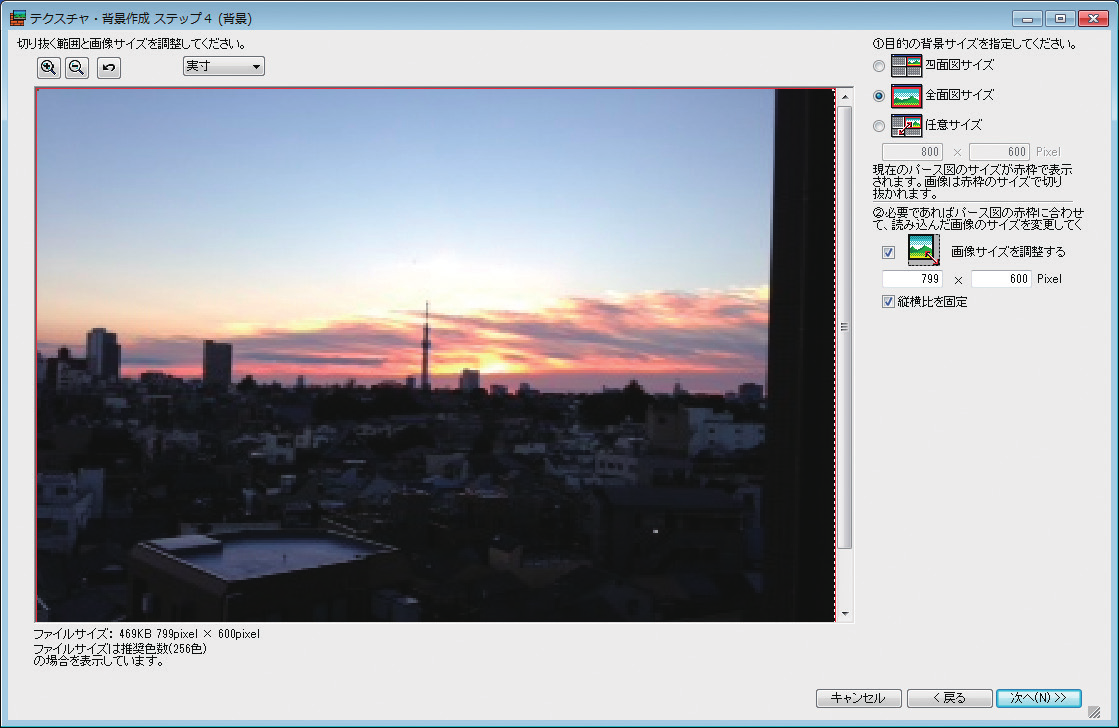 テクスチャ・背景作成 ステップ4 (背景)
切り抜く範囲と画像サイズを調整してください。
実寸
①目的の背景サイズを指定してください。
四面図サイズ
全面図サイズ
任意サイズ
800 × 600 Pixel
現在のパース図のサイズが赤枠で表示
されます。画像は赤枠のサイズで切り
抜かれます。
②必要であればパース図の赤枠に合わせ
て、読み込んだ画像のサイズを変更してく
画像サイズを調整する
799 × 600 Pixel
縦横比を固定
ファイルサイズ: 469KB 799pixel × 600pixel
ファイルサイズは推奨色数(256色)
の場合を表示しています。
キャンセル
< 戻る
次へ(N) >>